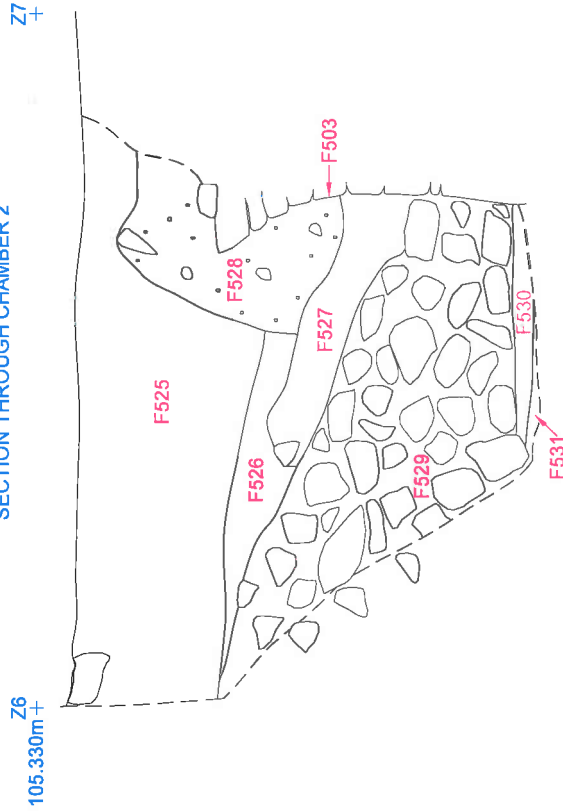 SECTION THROUGH CHAMBER 2
Z6
105.330m
Z7
F525
F528
F503
F526
F527
F529
F530
F531